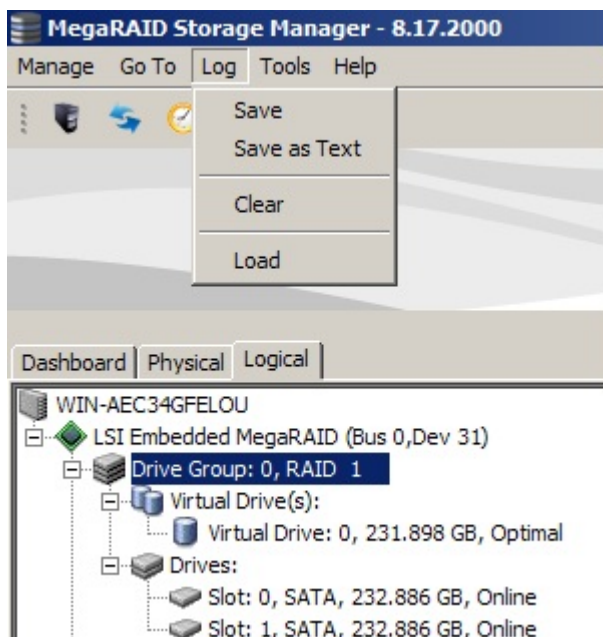 MegaRAID Storage Manager - 8.17.2000
Manage Go To Log Tools Help
Save
Save as Text
Clear
Load
Dashboard Physical Logical
WIN-AEC34GFELOU
LSI Embedded MegaRAID (Bus 0,Dev 31)
Drive Group: 0, RAID 1
Virtual Drive(s):
Virtual Drive: 0, 231.898 GB, Optimal
Drives:
Slot: 0, SATA, 232.886 GB, Online
Slot: 1, SATA, 232.886 GB, Online